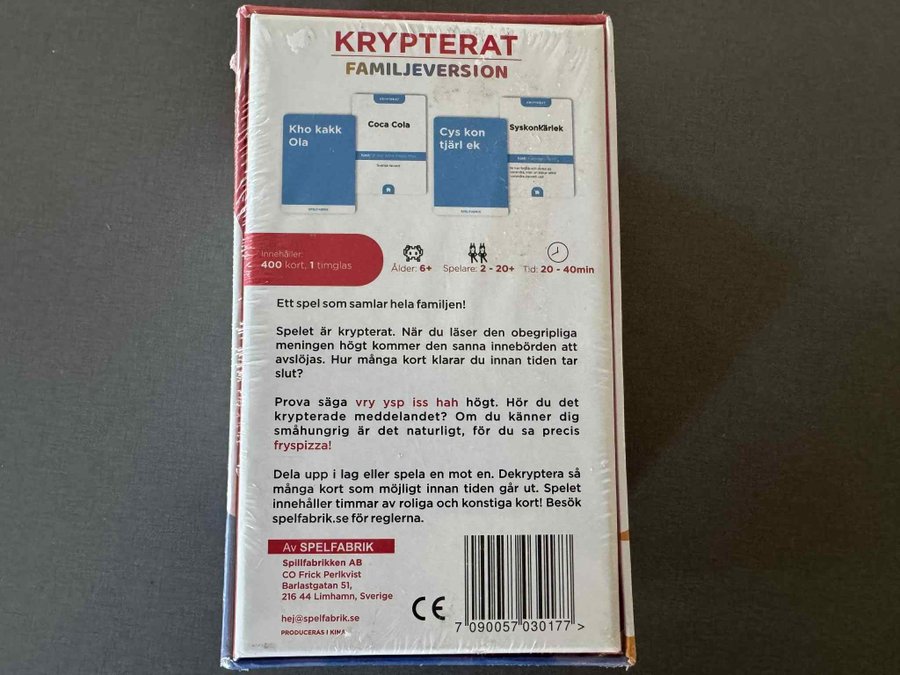 KRYPTERAT
FAMILJEVERSION
Kho kakk
Ola
SPELFABRIK
KRYPTERAT
Coca Cola
Cys kon
tjärl ek
SPELFABRIK
KRYPTERAT
SyskonKärlek
Innehåller:
400 kort, 1 timglas
Ålder: 6+
Spelare: 2 - 20+
Tid: 20 - 40min
Ett spel som samlar hela familjen!
Spelet är krypterat. När du läser den obegripliga
meningen högt kommer den sanna innebörden att
avslöjas. Hur många kort klarar du innan tiden tar
slut?
Prova säga vry ysp iss hah högt. Hör du det
krypterade meddelandet? Om du känner dig
småhungrig är det naturligt, för du sa precis
fryspizza!
Dela upp i lag eller spela en mot en. Dekryptera så
många kort som möjligt innan tiden går ut. Spelet
innehåller timmar av roliga och konstiga kort! Besök
spelfabrik.se för reglerna.
Av SPELFABRIK
Spillfabrikken AB
CO Frick Perlkvist
Barlastgatan 51,
216 44 Limhamn, Sverige
hej@spelfabrik.se
PRODUCERAS I KINA
CE
7 090057 030177 >